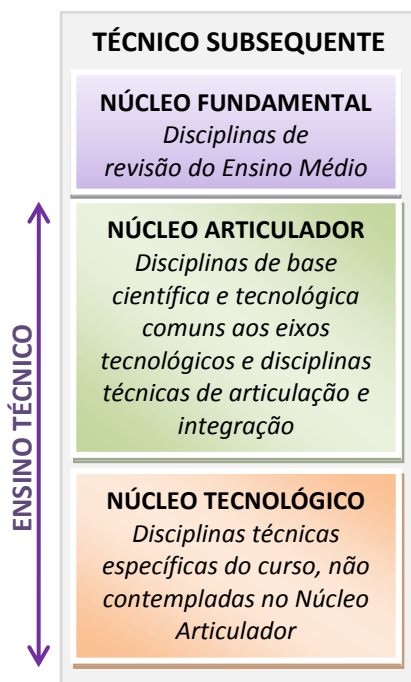 TÉCNICO SUBSEQUENTE
NÚCLEO FUNDAMENTAL
Disciplinas de
revisão do Ensino Médio
NÚCLEO ARTICULADOR
Disciplinas de base
científica e tecnológica
comuns aos eixos
tecnológicos e disciplinas
técnicas de articulação e
integração
NÚCLEO TECNOLÓGICO
Disciplinas técnicas
específicas do curso, não
contempladas no Núcleo
Articulador
ENSINO TÉCNICO